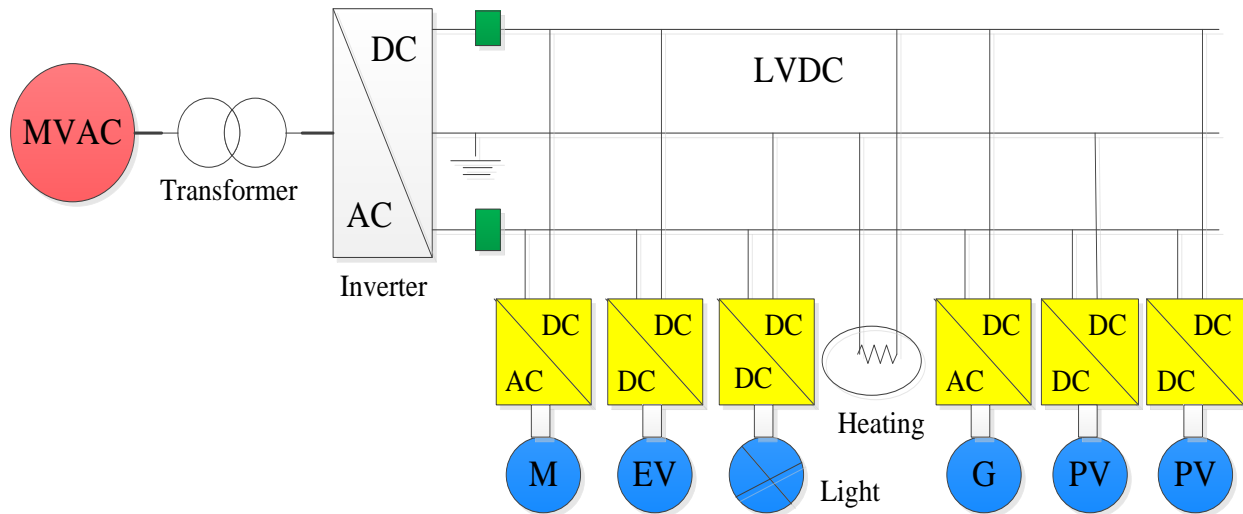 DC
LVDC
MVAC
Transformer
AC
Inverter
DC
AC
DC
DC
DC
DC
DC
AC
DC
DC
DC
DC
Heating
M
EV
Light
G
PV
PV